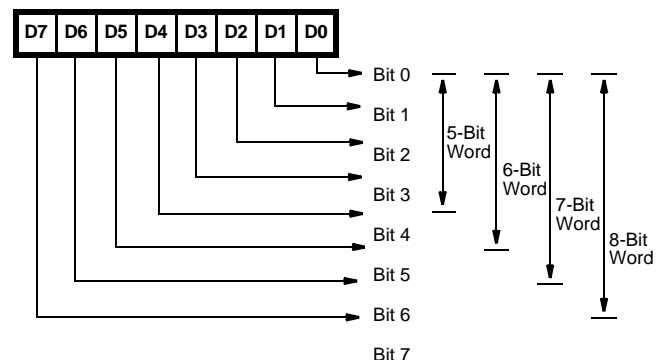 D7 D6 D5 D4 D3 D2 D1 D0
Bit 0
Bit 1
Bit 2
Bit 3
Bit 4
Bit 5
Bit 6
Bit 7
5-Bit
Word
6-Bit
Word
7-Bit
Word
8-Bit
Word